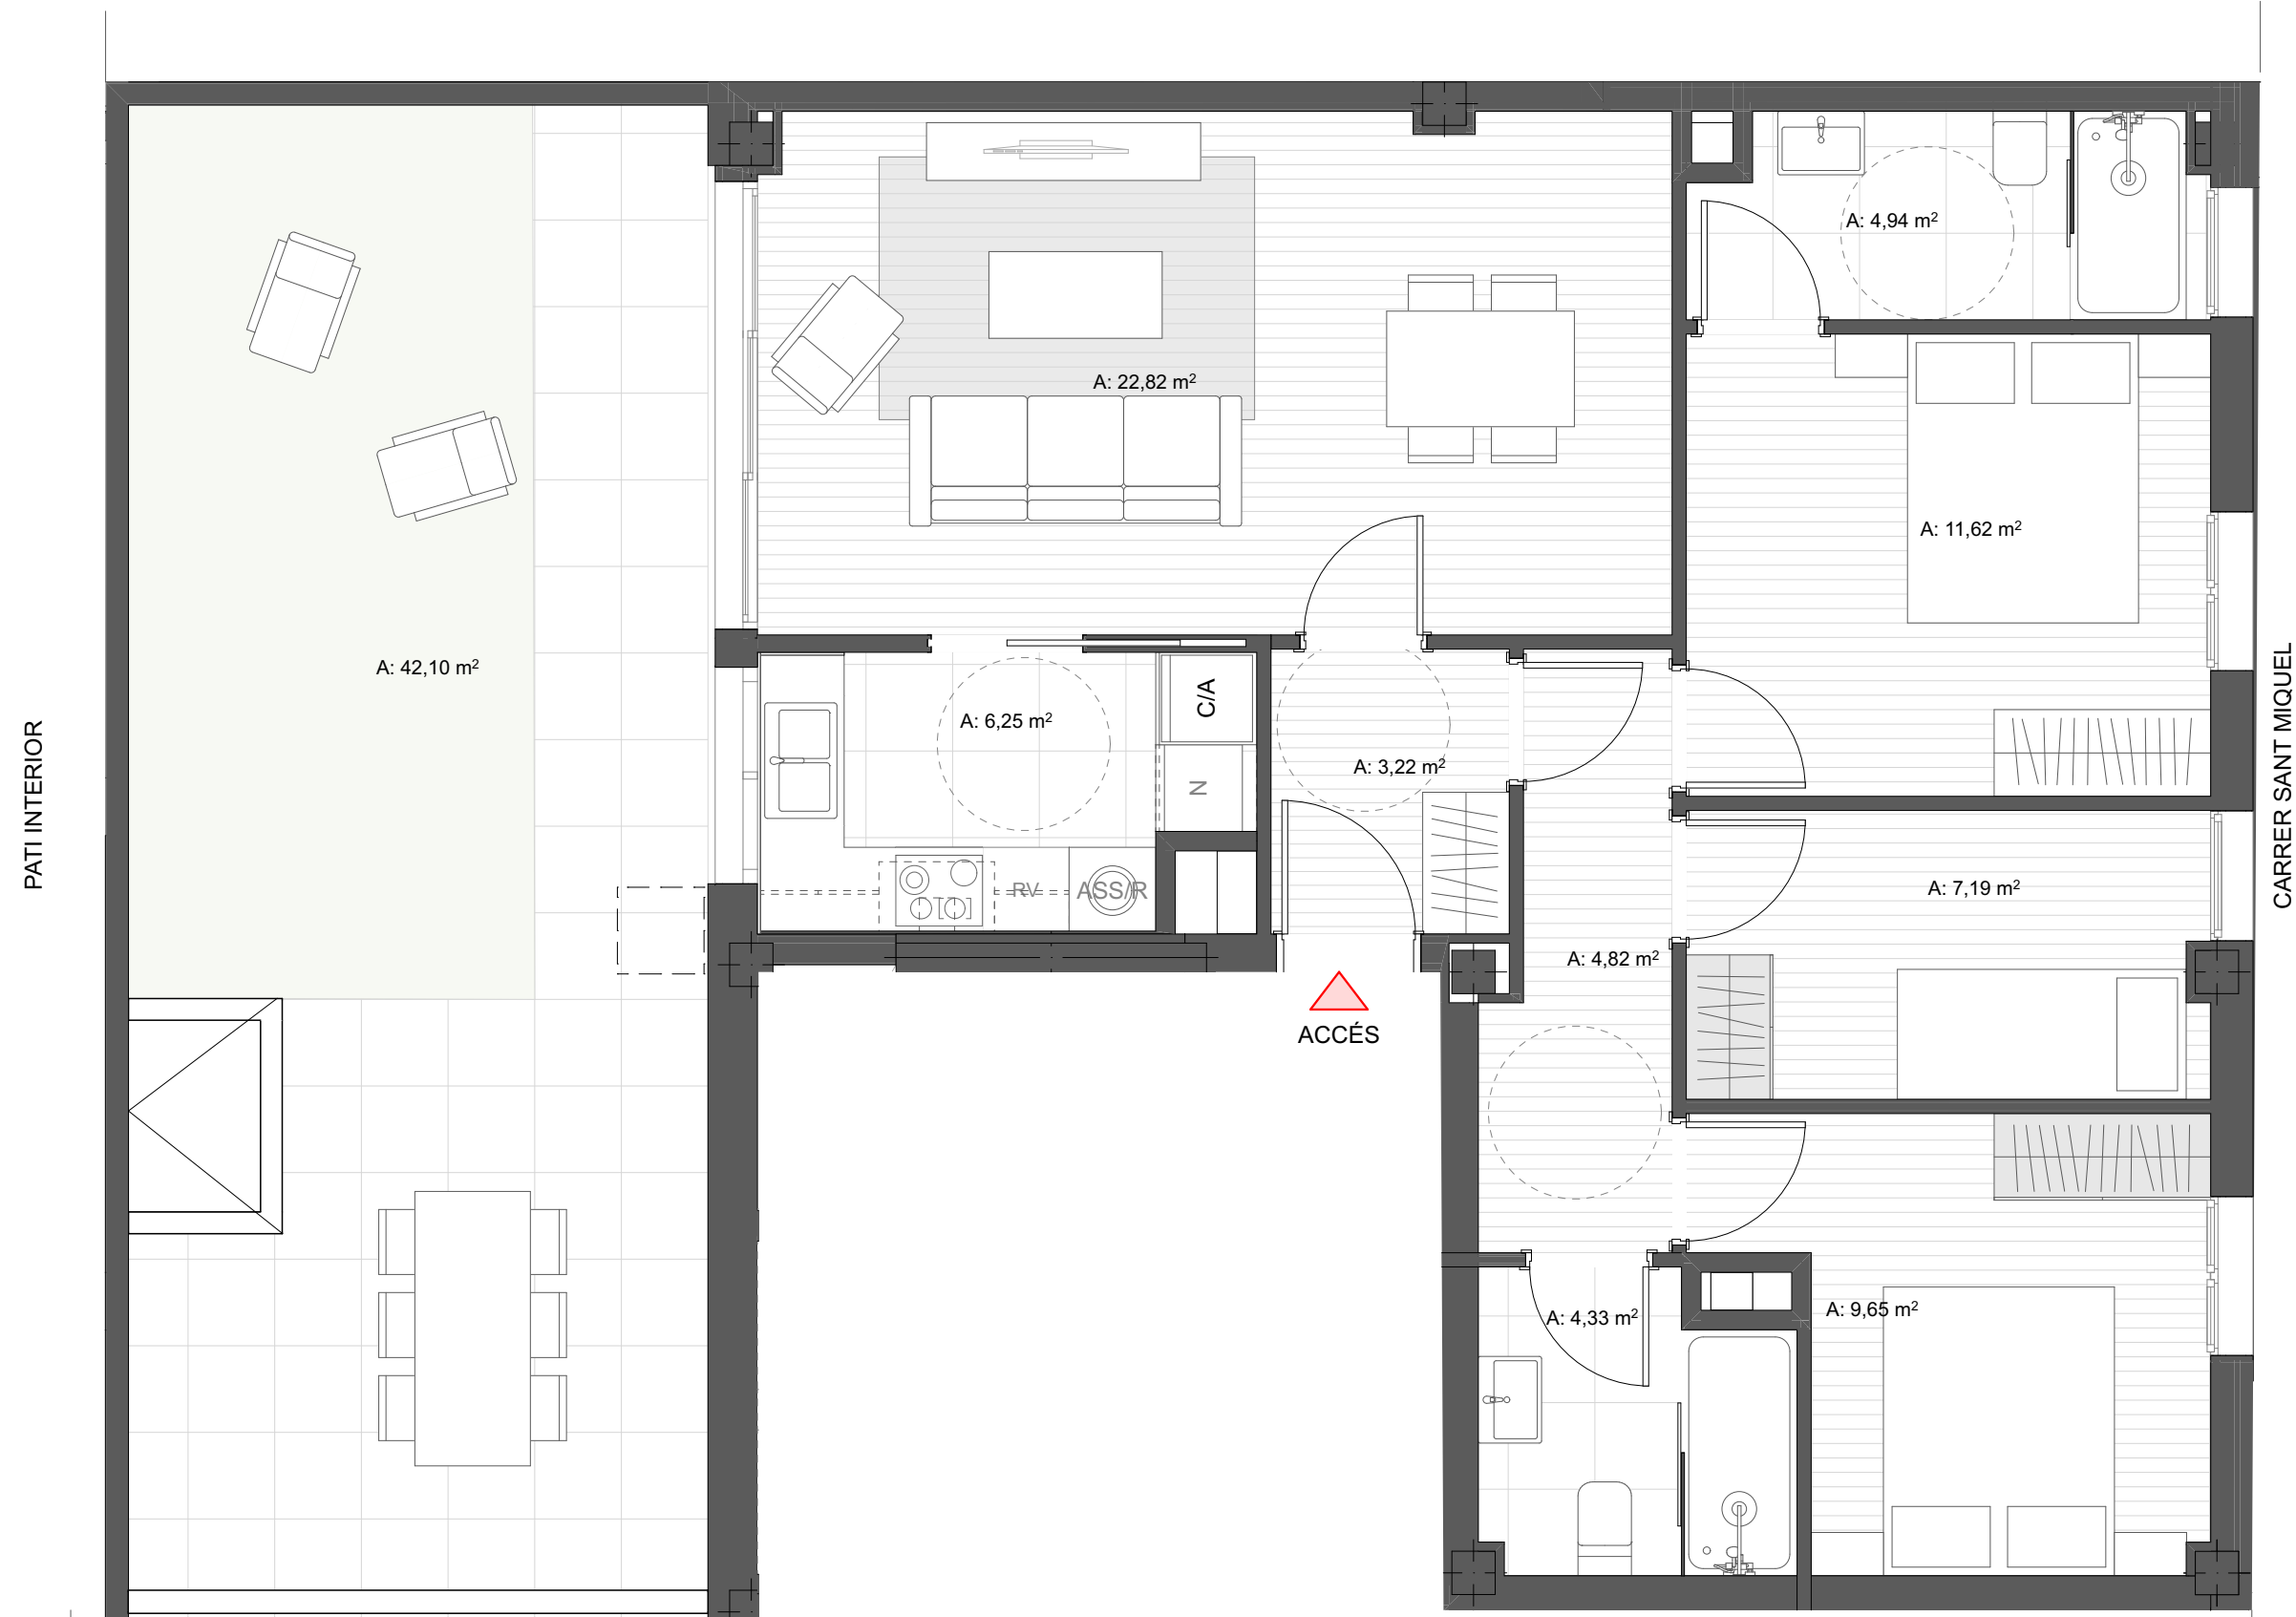 A: 4,94 m²
A: 22,82 m²
A: 11,62 m²
A: 42,10 m²
C/A
A: 6,25 m²
A: 3,22 m²
N
PATI INTERIOR
CARRER SANT MIQUEL
RV
ASS/R
A: 7,19 m²
A: 4,82 m²
ACCÉS
A: 4,33 m²
A: 9,65 m²